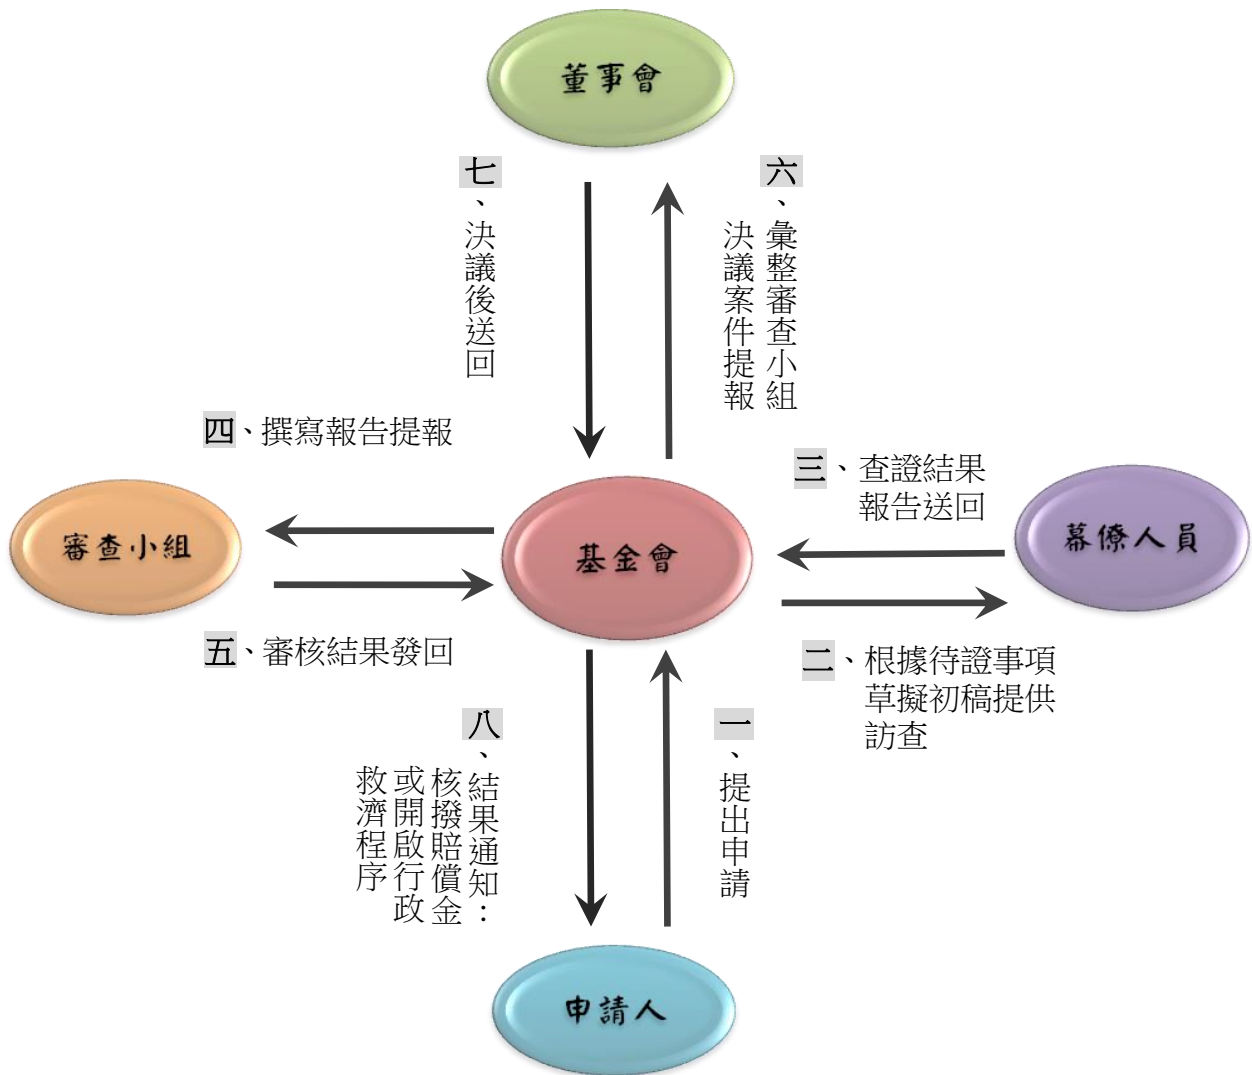 董事會
七、決議後送回
六、彙整審查小組
決議案件提報
四、撰寫報告提報
三、查證結果
報告送回
審查小組
基金會
幕僚人員
五、審核結果發回
二、根據待證事項
草擬初稿提供
訪查
八、結果通知：
核撥賠償金
或開啟行政
救濟程序
一、提出申請
申請人